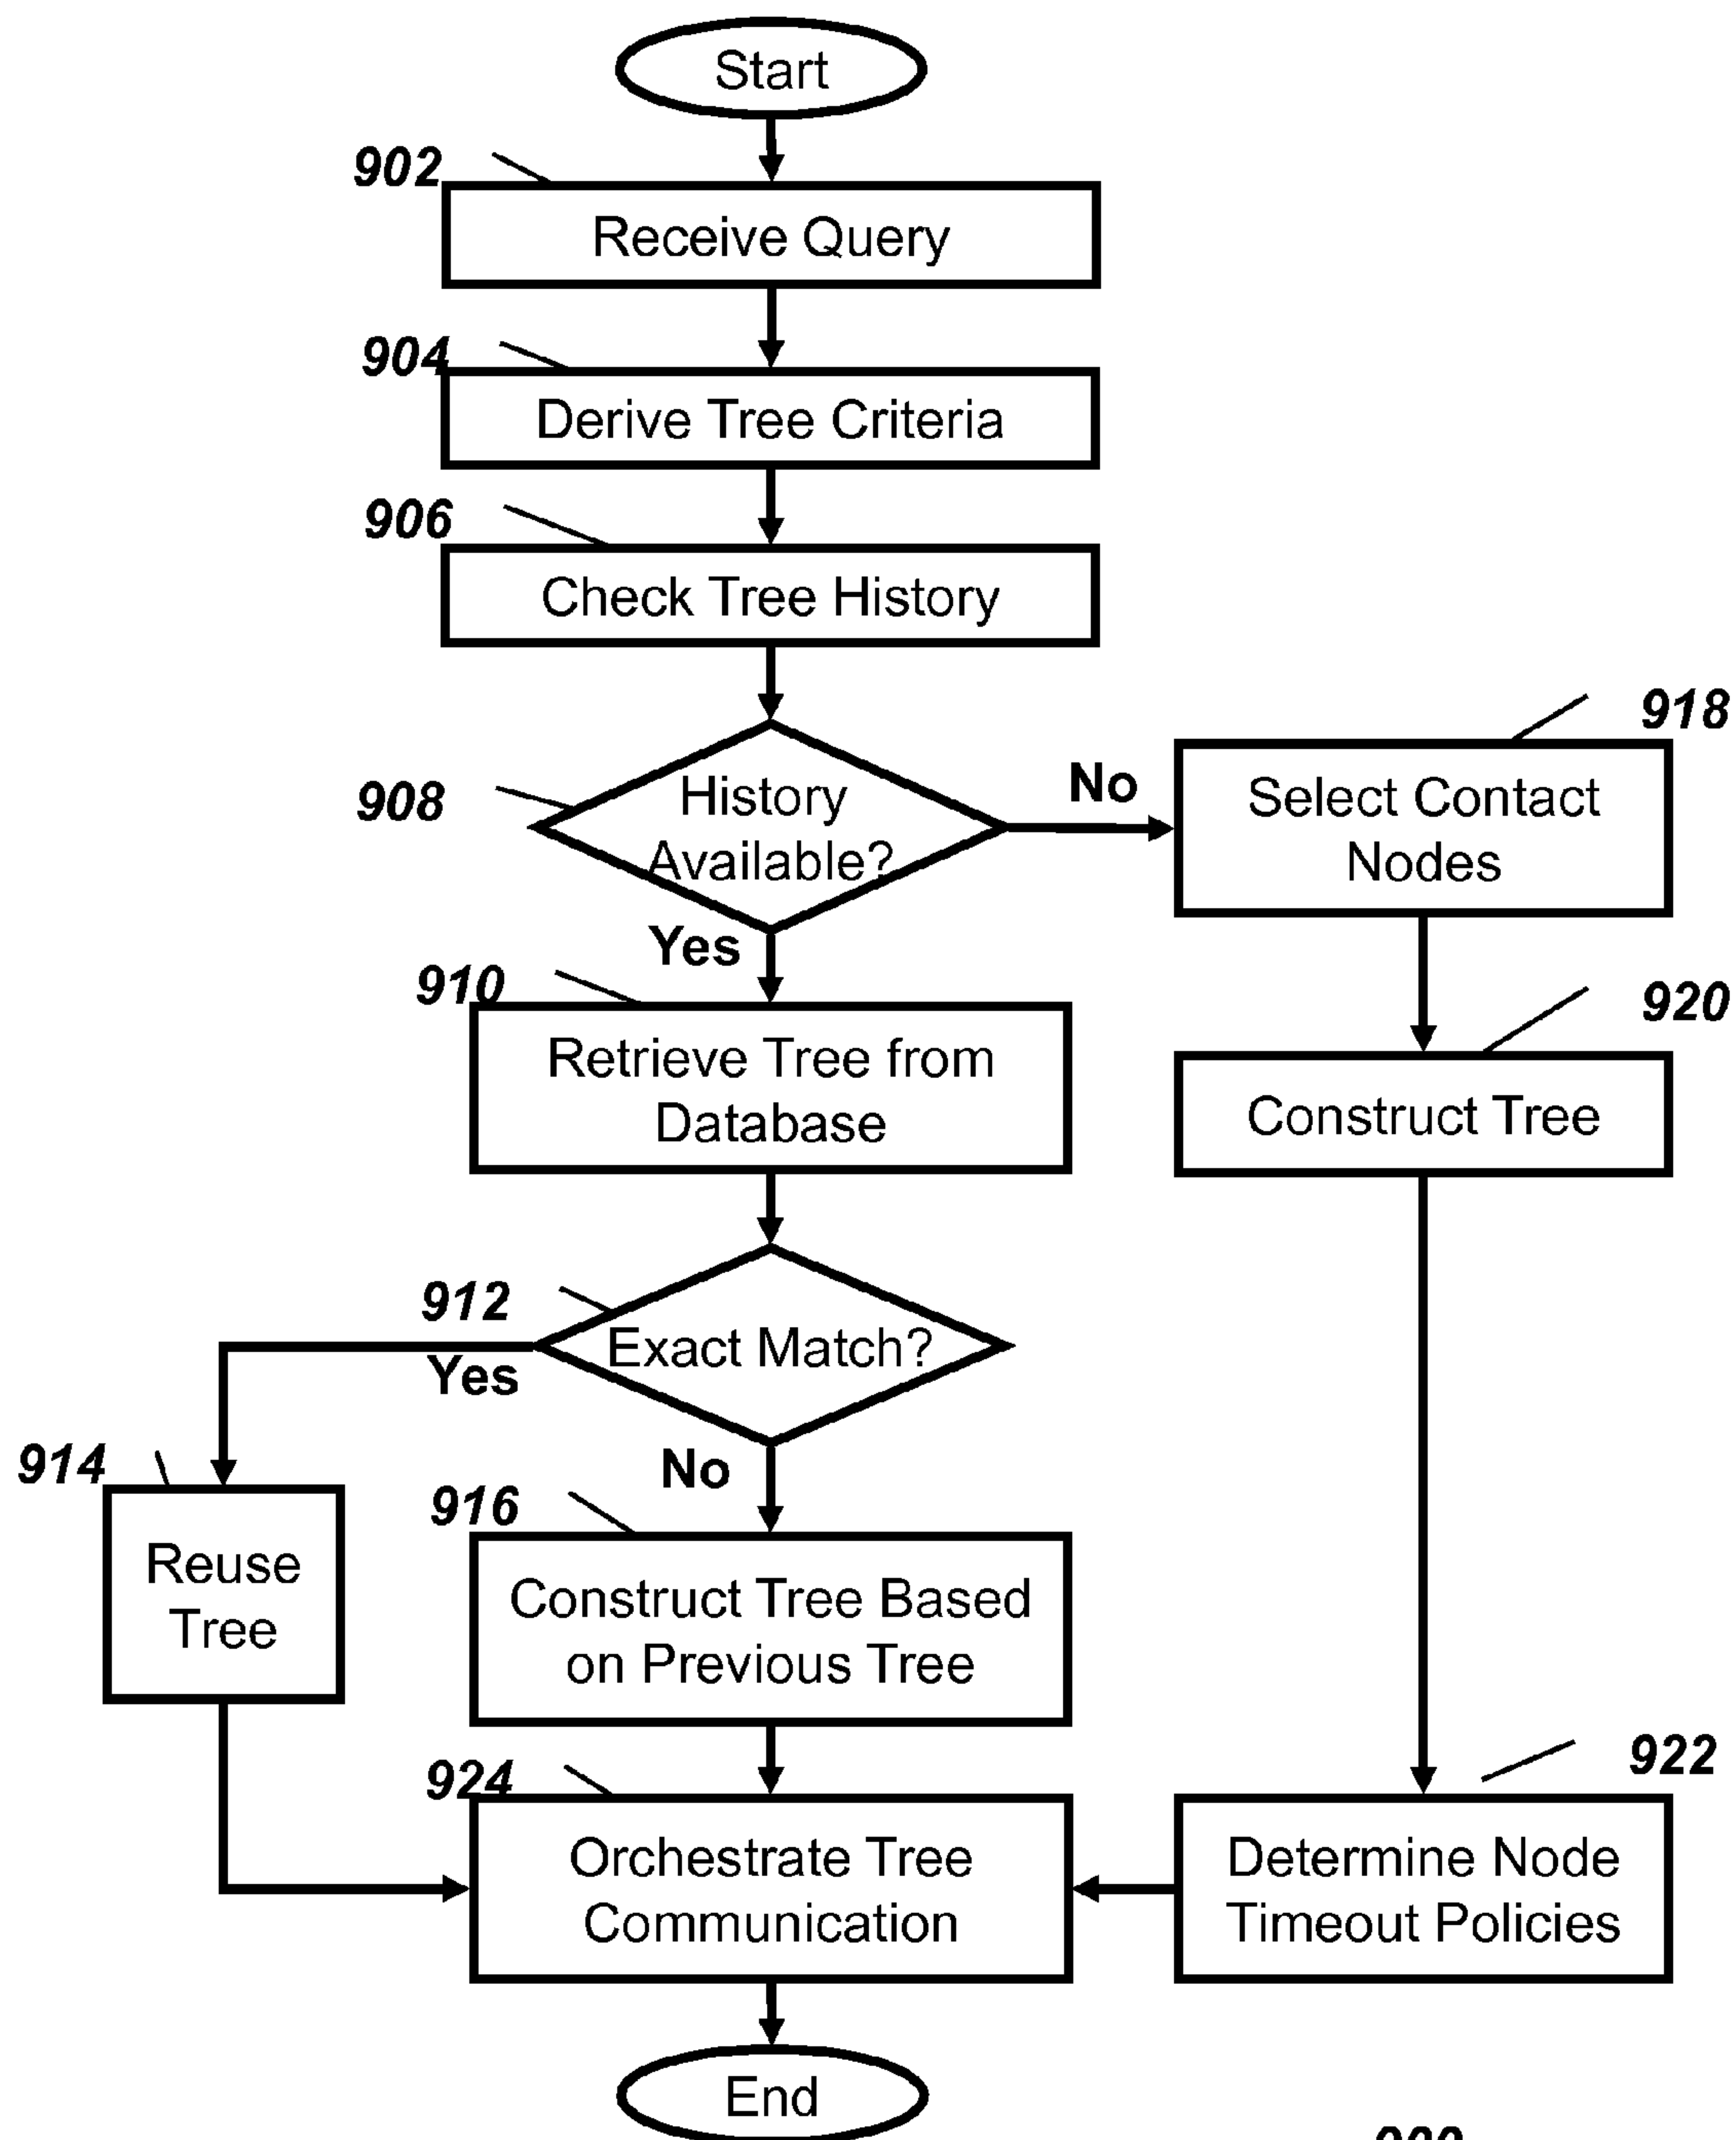 Start
902
Receive Query
904
Derive Tree Criteria
906
Check Tree History
908
History
Available?
No
918
Select Contact
Nodes
Yes
910
Retrieve Tree from
Database
920
Construct Tree
912
Exact Match?
Yes
No
914
Reuse
Tree
916
Construct Tree Based
on Previous Tree
922
Determine Node
Timeout Policies
924
Orchestrate Tree
Communication
End